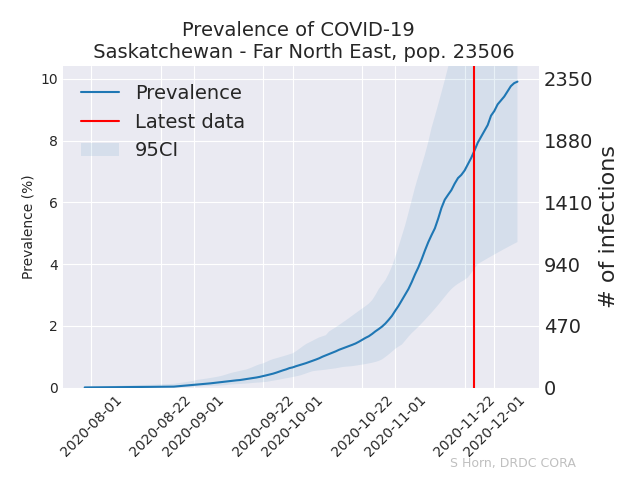 Prevalence of COVID-19
Saskatchewan - Far North East, pop. 23506
Prevalence
Latest data
95CI
Prevalence (%)
10
8
6
4
2
0
2350
1880
1410
940
470
0
# of infections
2020-08-01
2020-08-22
2020-09-01
2020-09-22
2020-10-01
2020-10-22
2020-11-01
2020-11-22
2020-12-01
S Horn, DRDC CORA